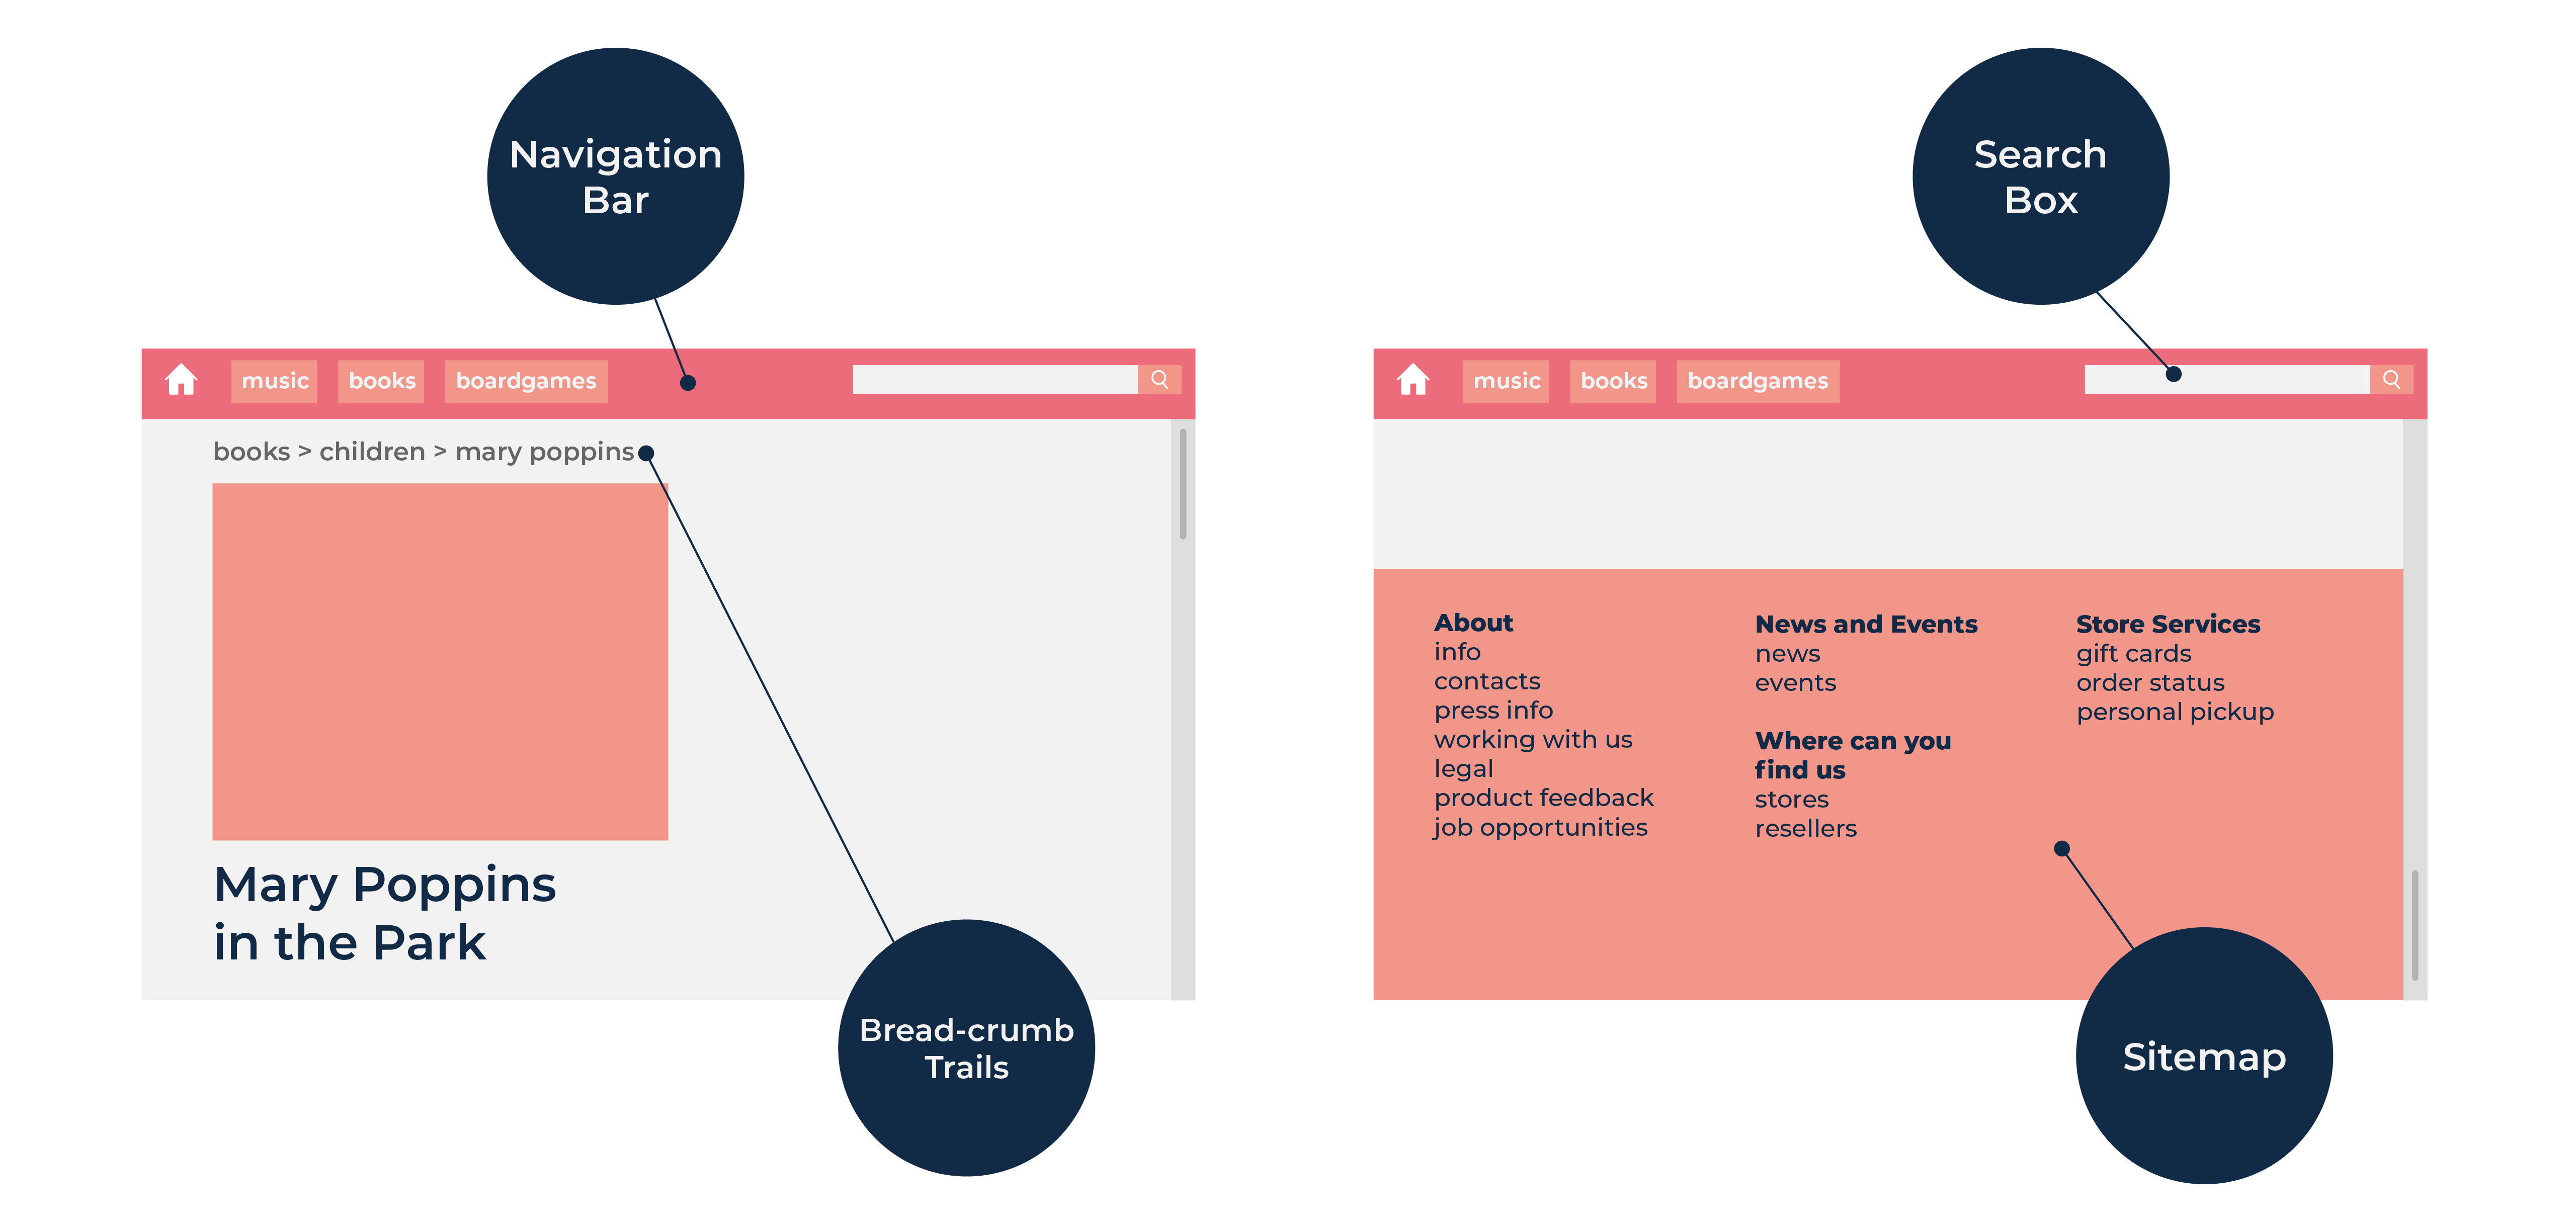 Navigation
Bar
music books boardgames
books > children > mary poppins
Mary Poppins
in the Park
Bread-crumb
Trails
Search
Box
music books boardgames
About
info
contacts
press info
working with us
legal
product feedback
job opportunities
News and Events
news
events
Where can you
find us
stores
resellers
Store Services
gift cards
order status
personal pickup
Sitemap